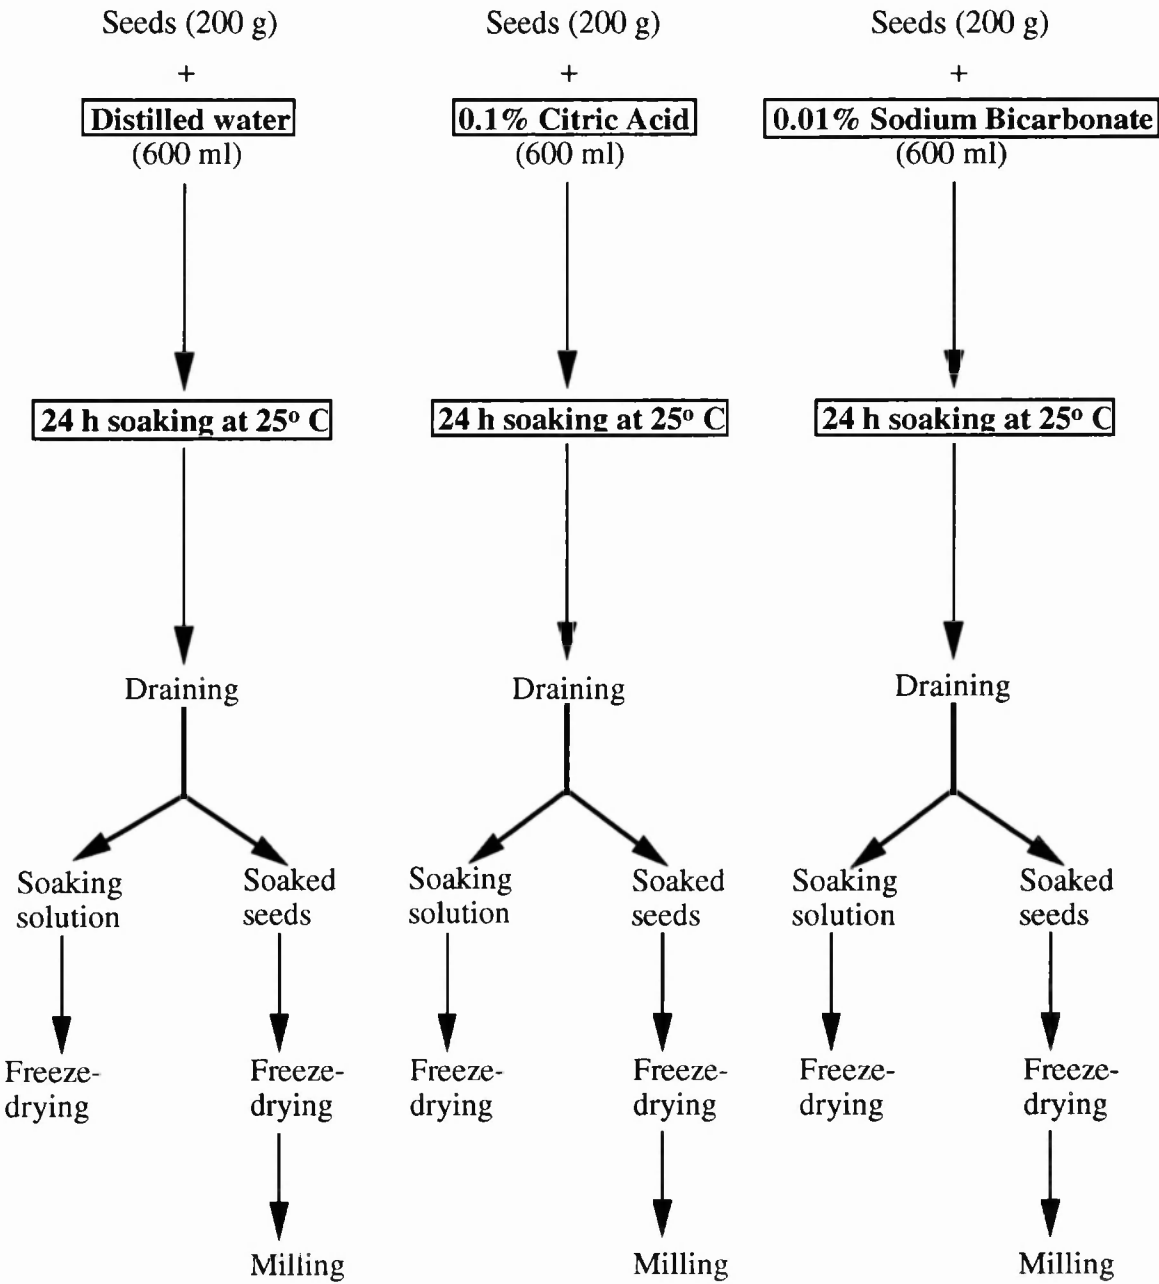 Seeds (200 g)
+
Distilled water
(600 ml)
24 h soaking at 25º C
Draining
Soaking
solution
Soaked
seeds
Freeze-
drying
Freeze-
drying
Milling
Seeds (200 g)
+
0.1% Citric Acid
(600 ml)
24 h soaking at 25º C
Draining
Soaking
solution
Soaked
seeds
Freeze-
drying
Freeze-
drying
Milling
Seeds (200 g)
+
0.01% Sodium Bicarbonate
(600 ml)
24 h soaking at 25º C
Draining
Soaking
solution
Soaked
seeds
Freeze-
drying
Freeze-
drying
Milling